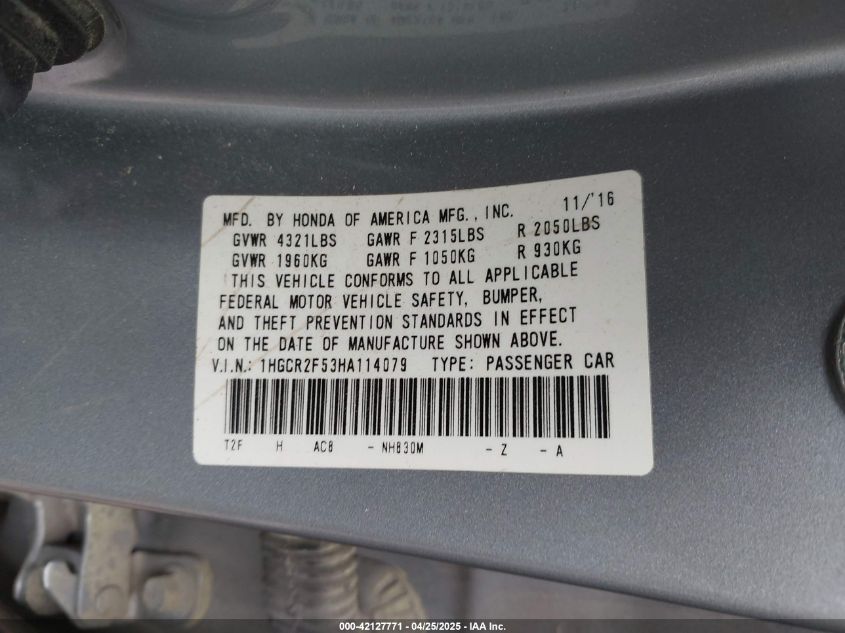 MFD. BY HONDA OF AMERICA MFG., INC. 11/'16
GVWR 4321LBS GAWR F 2315LBS R 2050LBS
GVWR 1960KG GAWR F 1050KG R 930KG
THIS VEHICLE CONFORMS TO ALL APPLICABLE
FEDERAL MOTOR VEHICLE SAFETY, BUMPER,
AND THEFT PREVENTION STANDARDS IN EFFECT
ON THE DATE OF MANUFACTURE SHOWN ABOVE.
V.I.N.: 1HGCR2F53HA114079 TYPE: PASSENGER CAR
T2F H AC8 - NH830M - Z - A
000-42127771 - 04/25/2025 - IAA Inc.